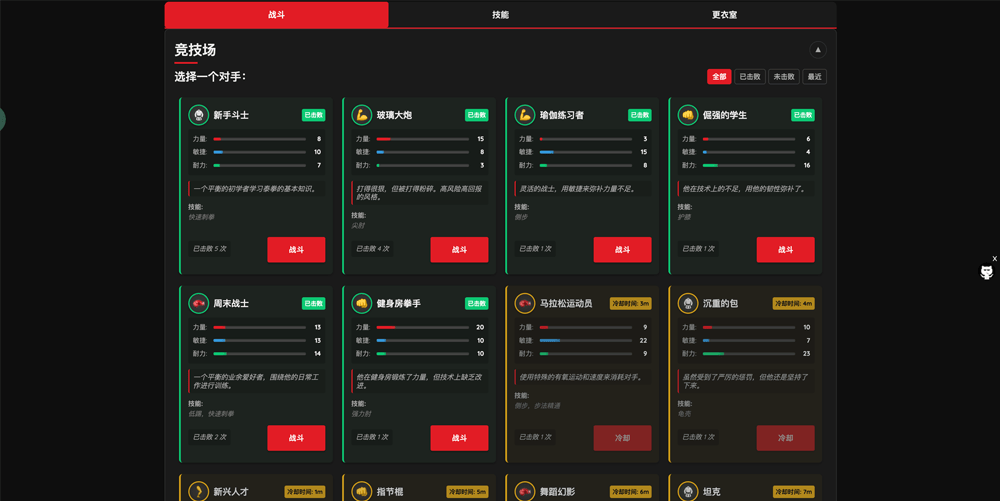 战斗 技能 更衣室
竞技场
▲
选择一个对手：
全部 已击败 未击败 最近
新手斗士 已击败
力量: 8
敏捷: 10
耐力: 7
一个平衡的初学者学习泰拳的基本知识。
技能:
快速刺拳
已击败 5 次 战斗
玻璃大炮 已击败
力量: 15
敏捷: 8
耐力: 3
打得很狠，但被打得粉碎。高风险高回报
的风格。
技能:
尖肘
已击败 4 次 战斗
瑜伽练习者 已击败
力量: 3
敏捷: 15
耐力: 8
灵活的战士，用敏捷来弥补力量不足。
技能:
侧步
已击败 1 次 战斗
倔强的学生 已击败
力量: 6
敏捷: 4
耐力: 16
他在技术上的不足，用他的韧性弥补了。
技能:
护膝
已击败 1 次 战斗
周末战士 已击败
力量: 13
敏捷: 13
耐力: 14
一个平衡的业余爱好者，围绕他的日常工
作进行训练。
技能:
低踢，快速刺拳
已击败 2 次 战斗
健身房拳手 已击败
力量: 20
敏捷: 10
耐力: 10
他在健身房锻炼了力量，但技术上缺乏改
进。
技能:
强力肘
已击败 1 次 战斗
马拉松运动员 冷却时间: 3m
力量: 9
敏捷: 22
耐力: 9
使用特殊的有氧运动和速度来消耗对手。
技能:
侧步，步法精通
已击败 1 次 冷却
沉重的包 冷却时间: 4m
力量: 10
敏捷: 7
耐力: 23
虽然受到了严厉的惩罚，但他还是坚持了
下来。
技能:
龟壳
已击败 1 次 冷却
X
新兴人才 冷却时间: 1m
指节棍 冷却时间: 5m
舞蹈幻影 冷却时间: 6m
坦克 冷却时间: 7m